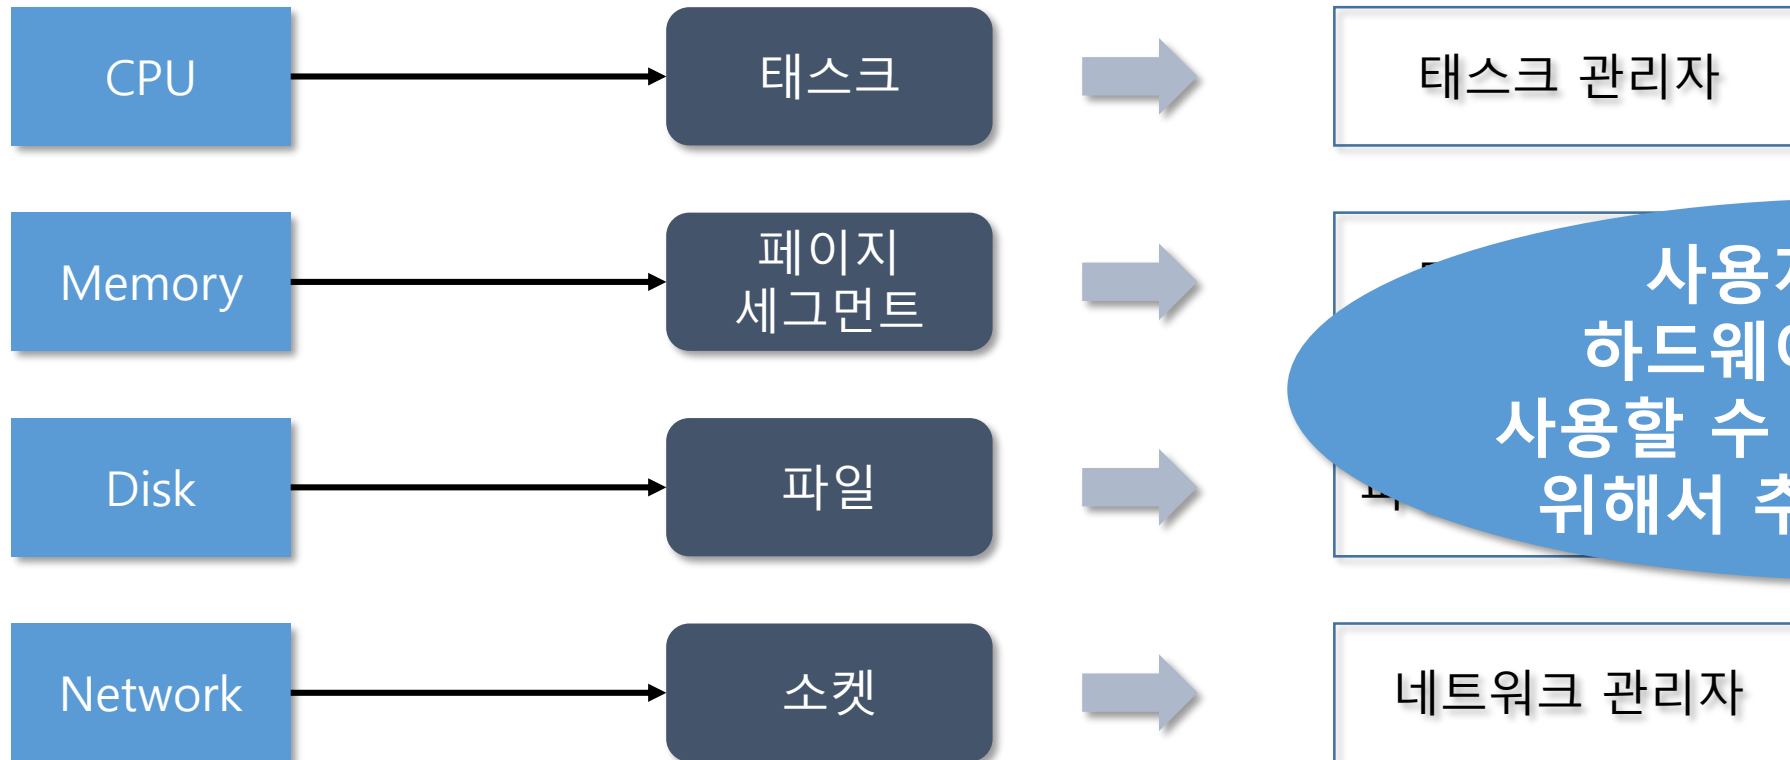 CPU
태스크
태스크 관리자
Memory
페이지
세그먼트
하드웨
사용할 수
위해서
Disk
파일
Network
소켓
네트워크 관리자